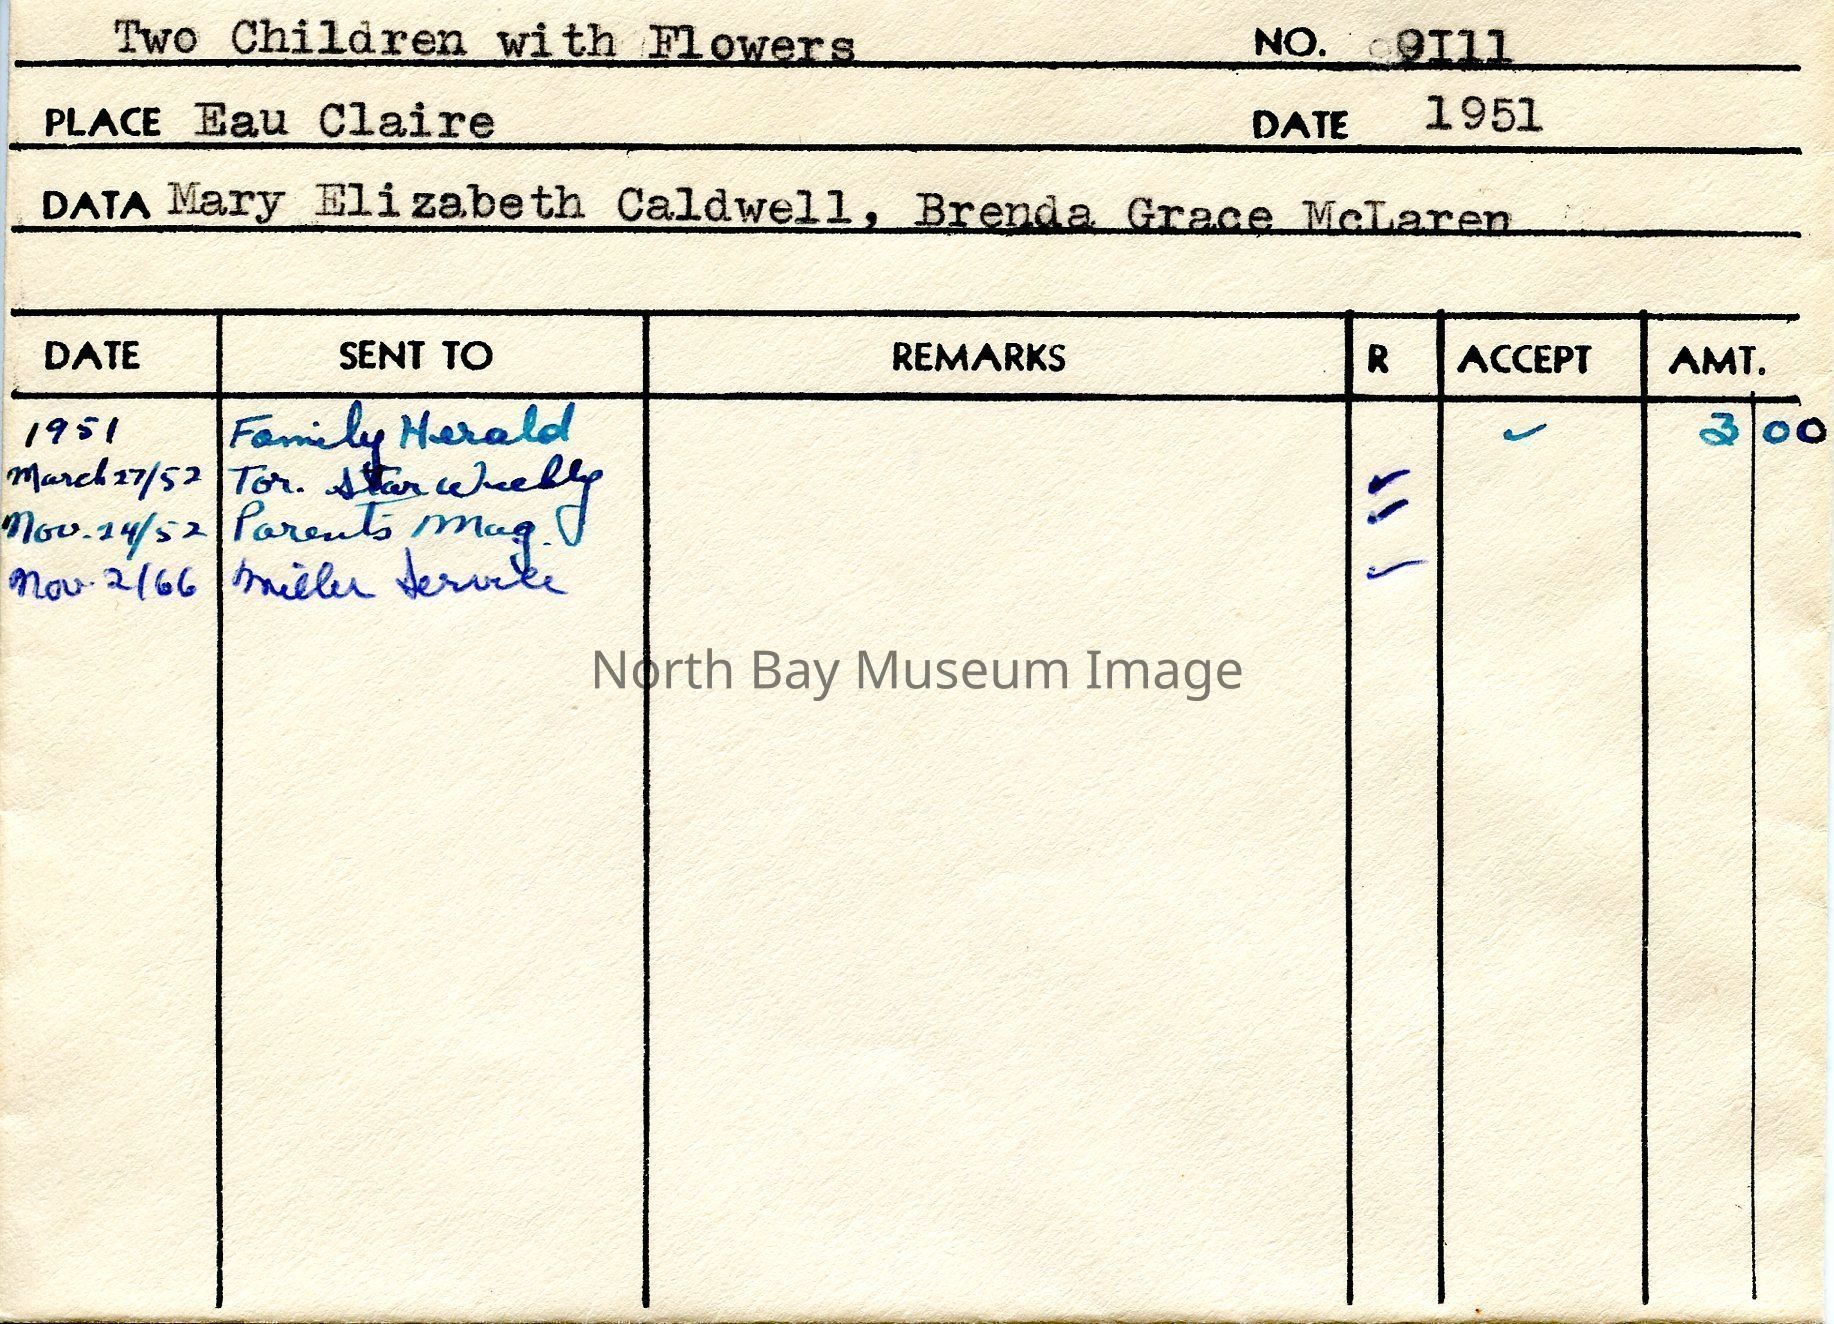 Two Children with Flowers NO. 9I11
PLACE Eau Claire DATE 1951
DATA Mary Elizabeth Caldwell, Brenda Grace McLaren
DATE SENT TO REMARKS R ACCEPT AMT.
1951 Family Herald ✓ 3 00
March 27/52 Tor. Star Weekly ✓
Nov. 24/52 Parents Mag. ✓
Nov. 2/66 Miller Service ✓
North Bay Museum Image